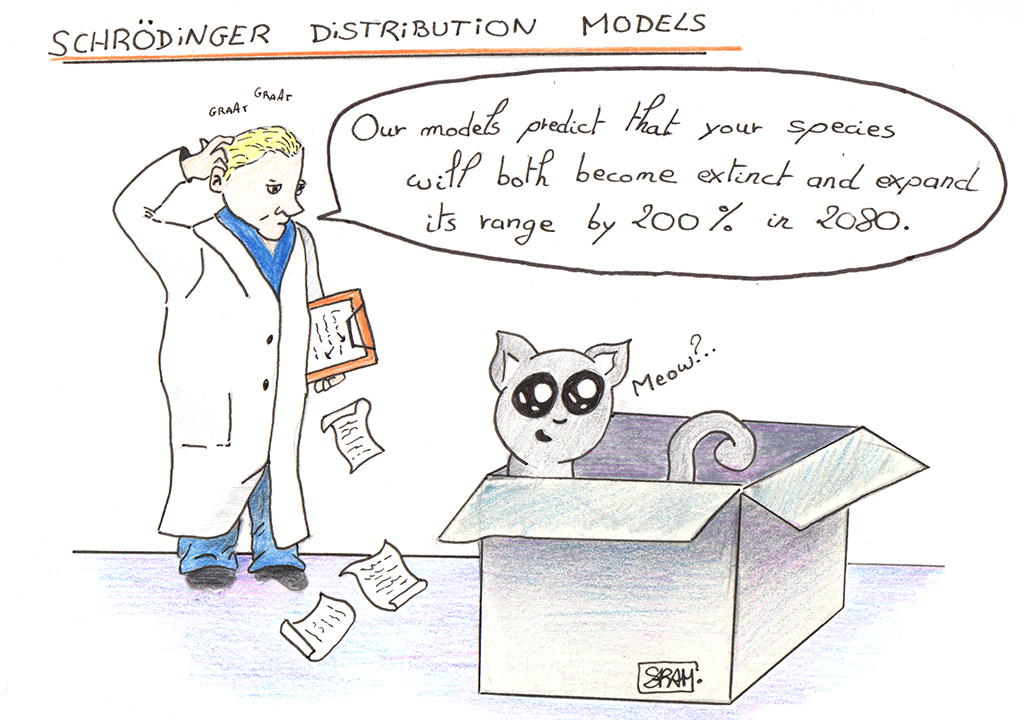 SCHRÖDINGER DISTRIBUTION MODELS
GRAAT GRAAT
Our models predict that your species
will both become extinct and expand
its range by 200% in 2080.
Meow?..